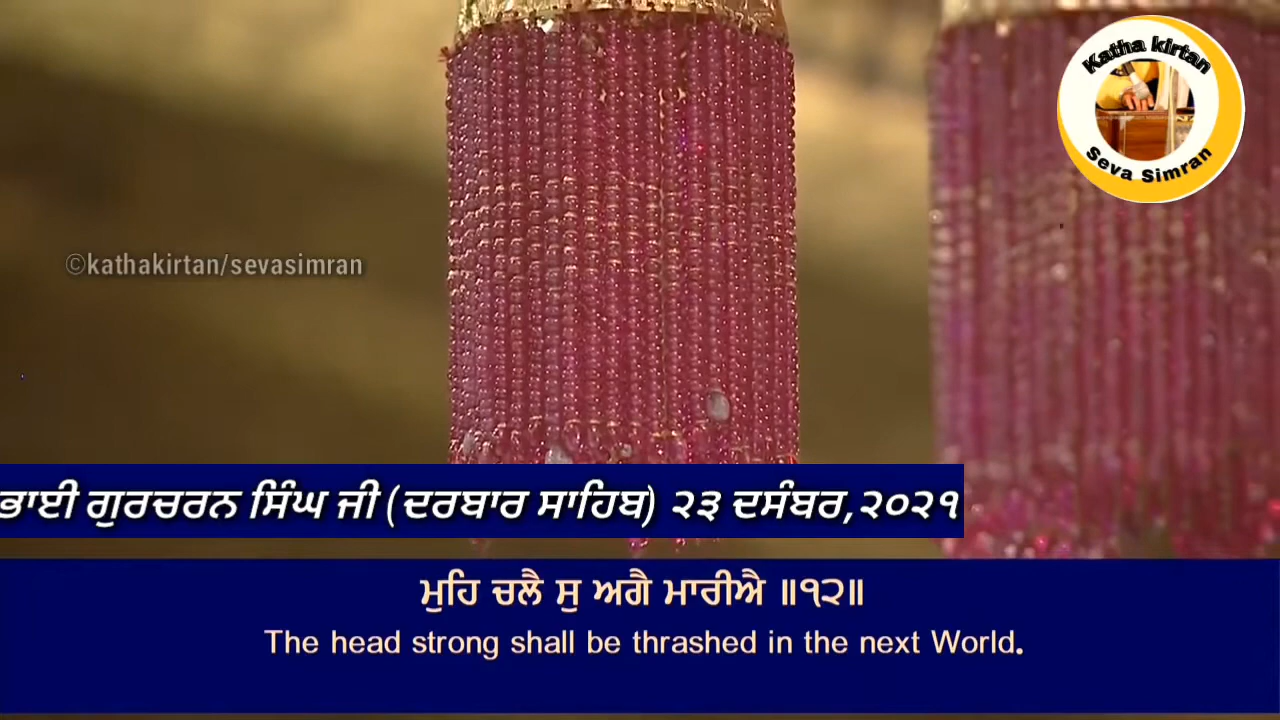 Katha kirtan
Seva Simran
©kathakirtan/sevasimran
ਭਾਈ ਗੁਰਚਰਨ ਸਿੰਘ ਜੀ (ਦਰਬਾਰ ਸਾਹਿਬ) ੨੩ ਦਸੰਬਰ,੨੦੨੧
ਮੁਹਿ ਚਲੈ ਸੁ ਅਗੈ ਮਾਰੀਐ ॥੧੨॥
The head strong shall be thrashed in the next World.